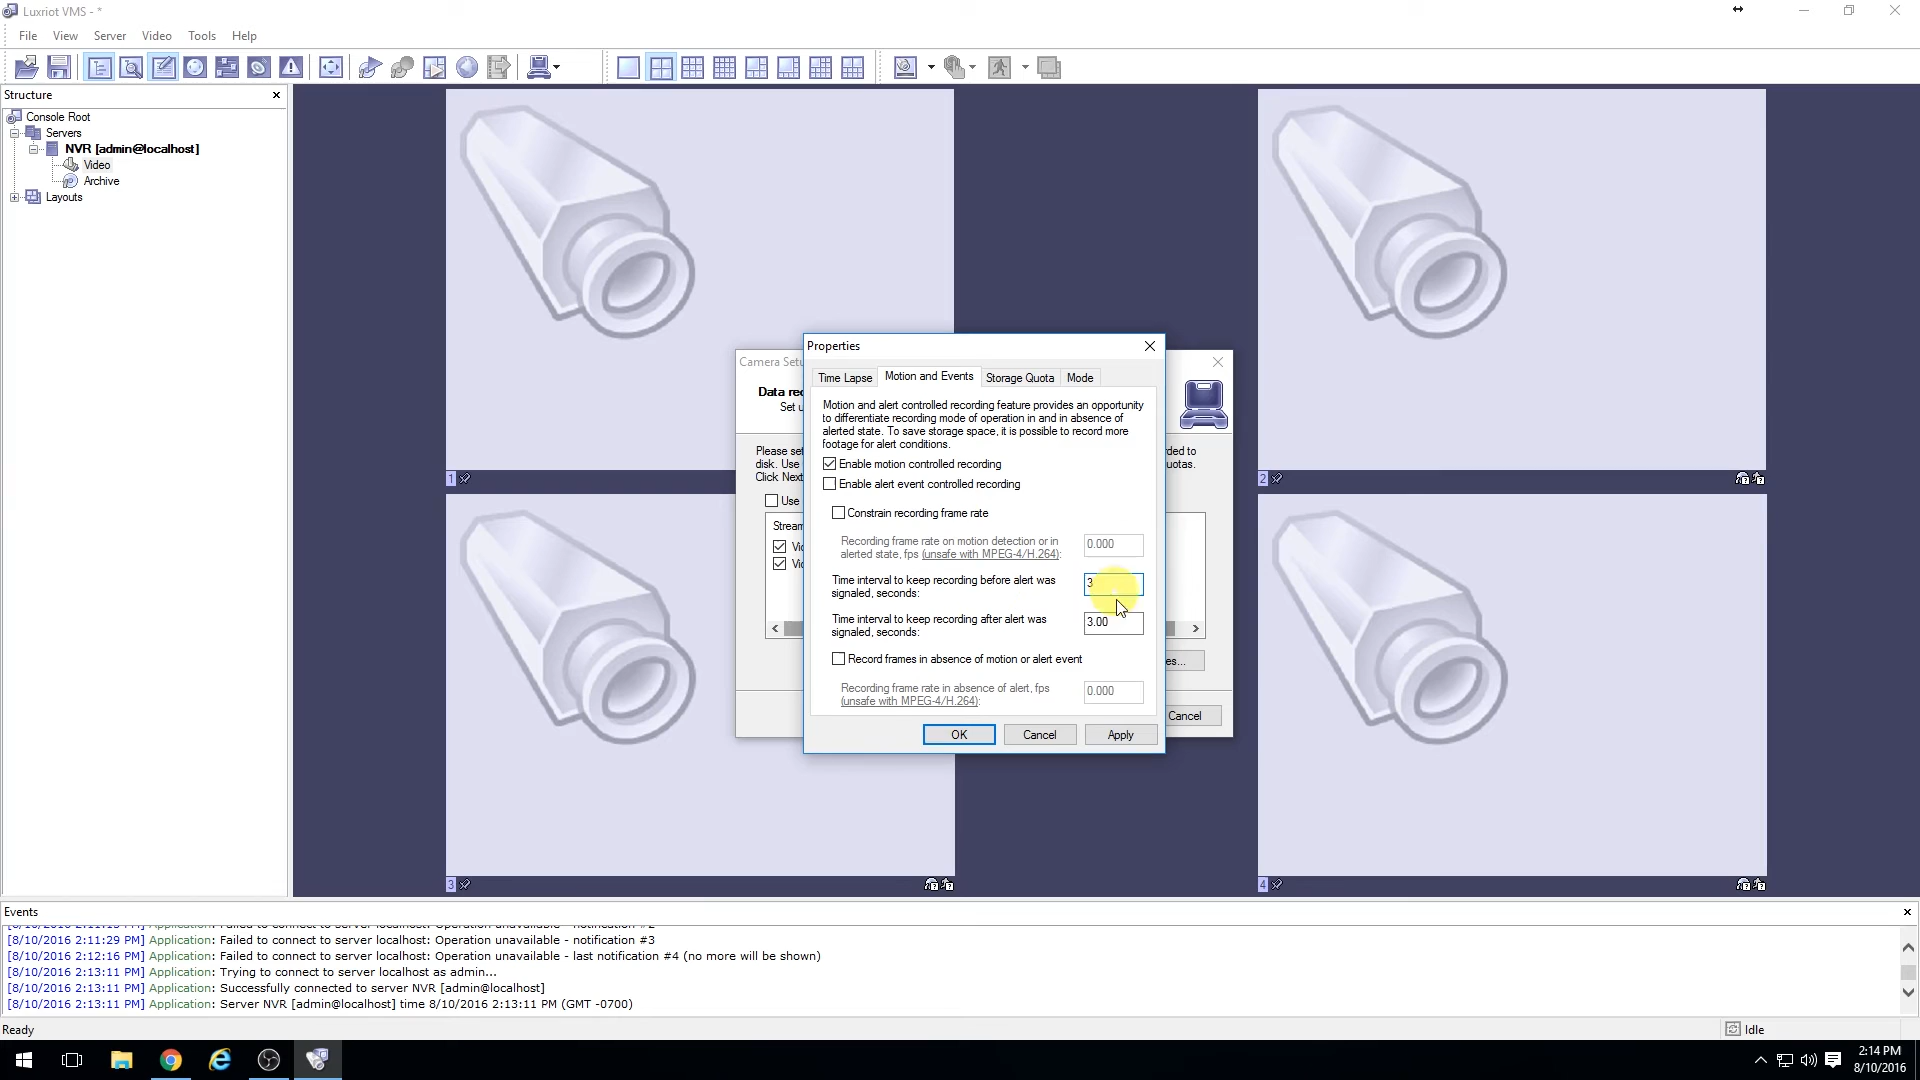 Luxriot VMS - *
File View Server Video Tools Help
Structure
Console Root
Servers
NVR [admin@localhost]
Video
Archive
Layouts
1
2
3
4
Camera Setu
Data rec
Set u
Please set
rded to
disk. Use
uotas.
Click Next
Use
Stream
Vid
Vid
es...
Cancel
Properties
Time Lapse Motion and Events Storage Quota Mode
Motion and alert controlled recording feature provides an opportunity
to differentiate recording mode of operation in and in absence of
alerted state. To save storage space, it is possible to record more
footage for alert conditions.
Enable motion controlled recording
Enable alert event controlled recording
Constrain recording frame rate
Recording frame rate on motion detection or in
alerted state, fps (unsafe with MPEG-4/H.264):
0.000
Time interval to keep recording before alert was
signaled, seconds:
3
Time interval to keep recording after alert was
signaled, seconds:
3.00
Record frames in absence of motion or alert event
Recording frame rate in absence of alert, fps
(unsafe with MPEG-4/H.264):
0.000
OK Cancel Apply
Events
[8/10/2016 2:11:29 PM] Application: Failed to connect to server localhost: Operation unavailable - notification #3
[8/10/2016 2:12:16 PM] Application: Failed to connect to server localhost: Operation unavailable - last notification #4 (no more will be shown)
[8/10/2016 2:13:11 PM] Application: Trying to connect to server localhost as admin...
[8/10/2016 2:13:11 PM] Application: Successfully connected to server NVR [admin@localhost]
[8/10/2016 2:13:11 PM] Application: Server NVR [admin@localhost] time 8/10/2016 2:13:11 PM (GMT -0700)
Ready
Idle
2:14 PM
8/10/2016